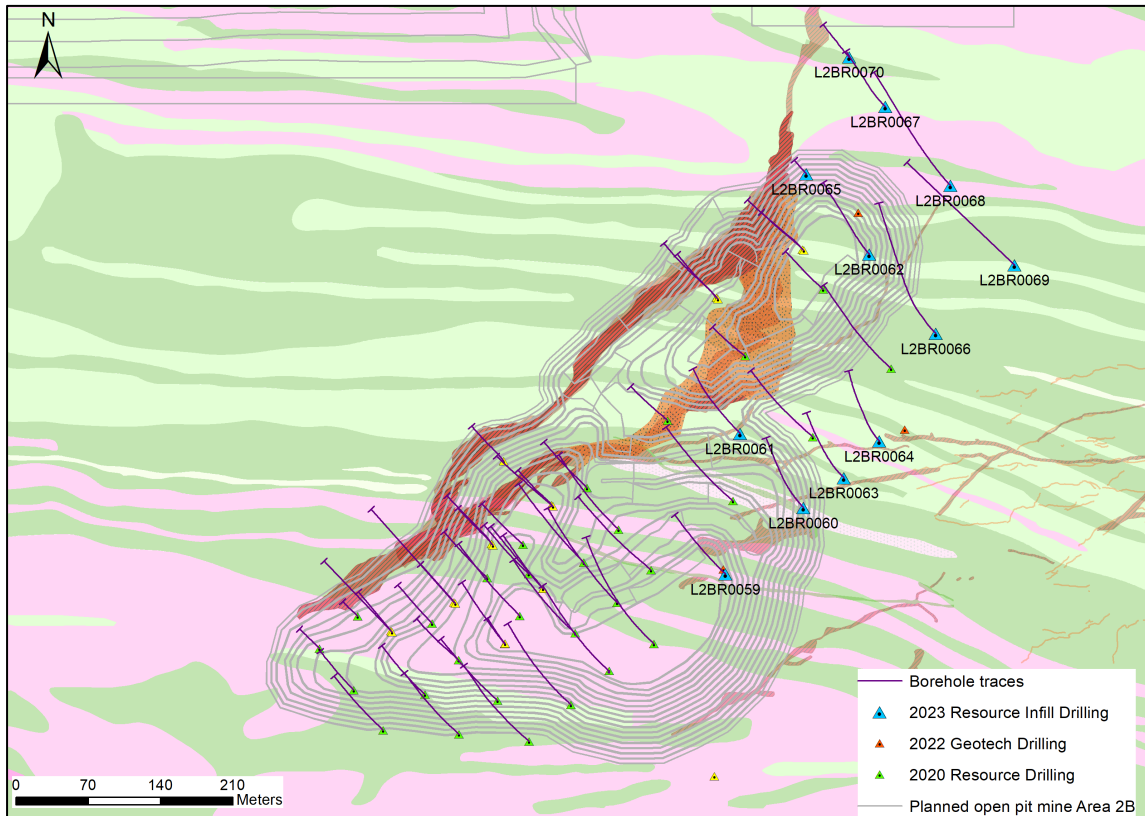 N
L2BR0070
L2BR0067
L2BR0065
L2BR0068
L2BR0062
L2BR0069
L2BR0066
L2BR0061
L2BR0064
L2BR0063
L2BR0060
L2BR0059
Borehole traces
2023 Resource Infill Drilling
2022 Geotech Drilling
2020 Resource Drilling
Planned open pit mine Area 2B
0 70 140 210
Meters